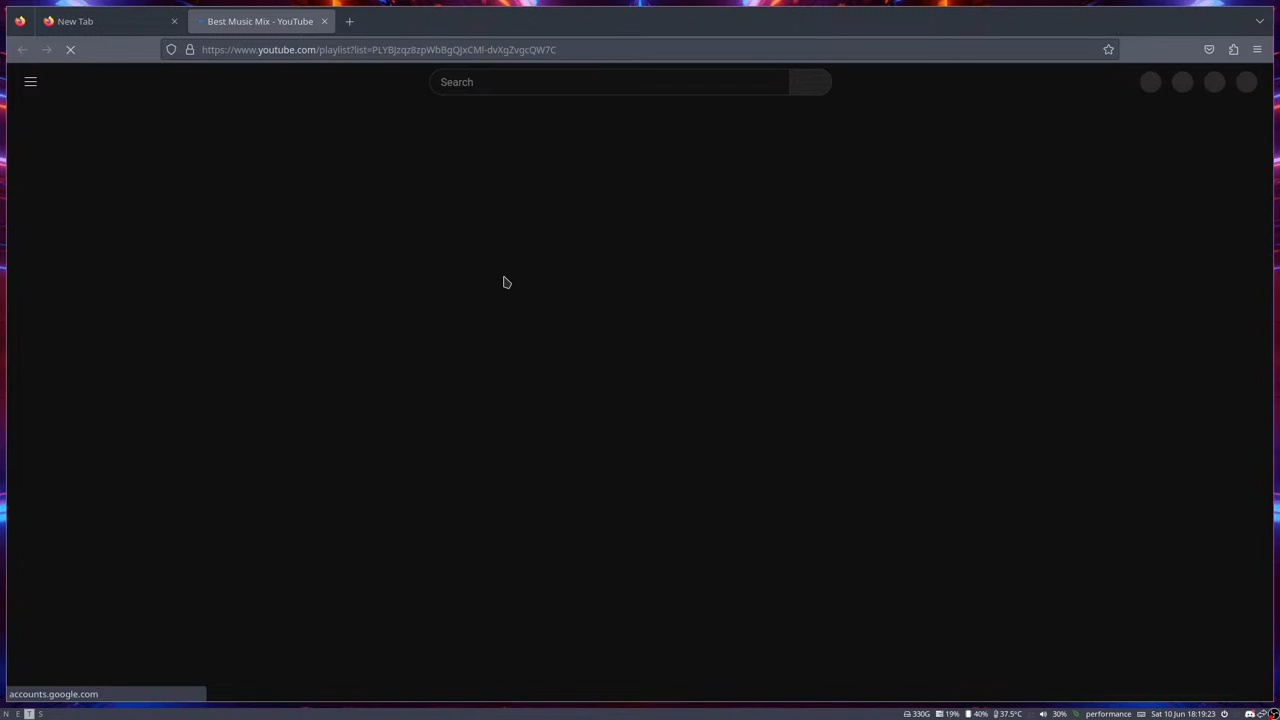 New Tab
Best Music Mix - YouTube
https://www.youtube.com/playlist?list=PLYBJzqz8zpWbBgQJxCMl-dvXgZvgcQW7C
Search
accounts.google.com
N E T S
330G 19% 40% 37.5°C 30% performance Sat 10 Jun 18:19:23